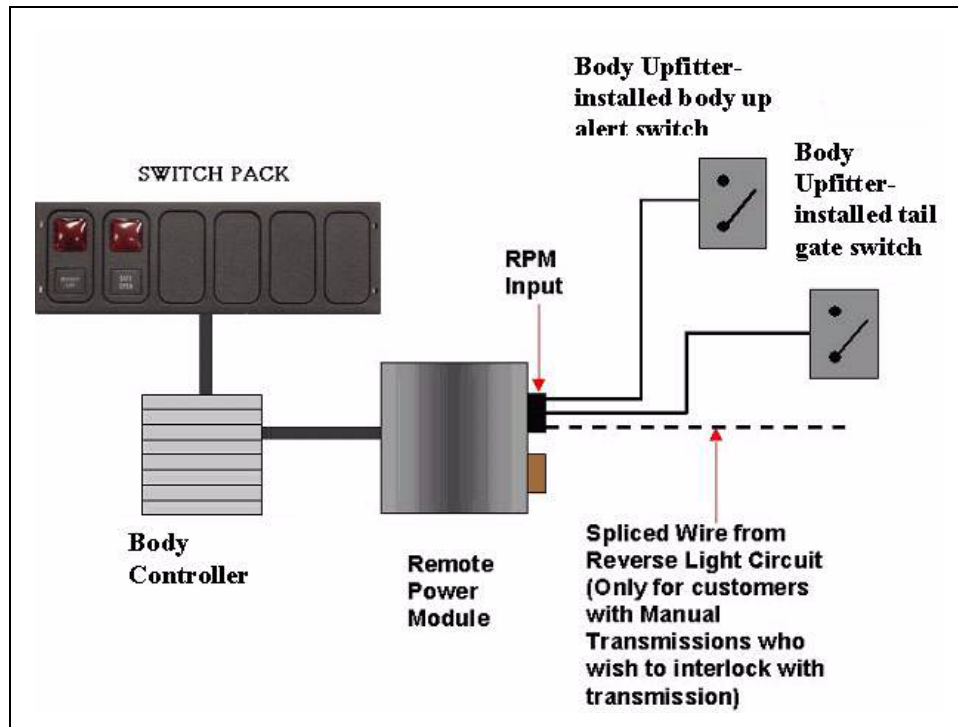 Body Upfitter-
installed body up
alert switch
Body
Upfitter-
installed tail
gate switch
SWITCH PACK
RPM
Input
GATE
OPEN
Body
Controller
Remote
Power
Module
Spliced Wire from
Reverse Light Circuit
(Only for customers
with Manual
Transmissions who
wish to interlock with
transmission)